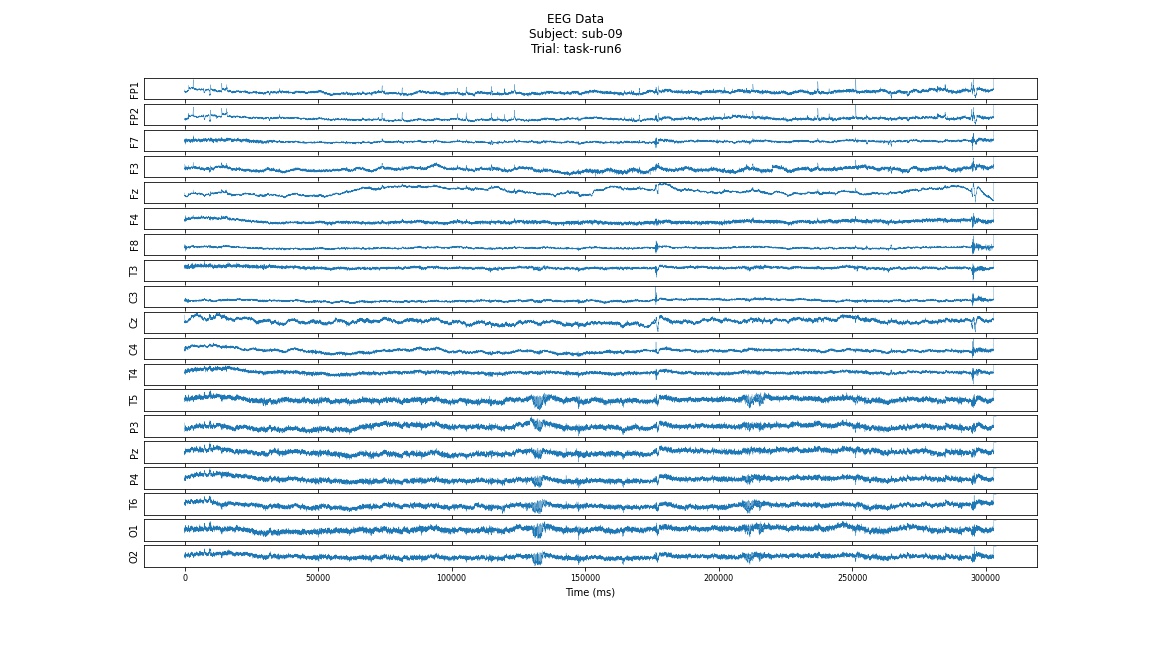 EEG Data
Subject: sub-09
Trial: task-run6
FP1
FP2
F7
F3
Fz
F4
F8
T3
C3
Cz
C4
T4
T5
P3
Pz
P4
T6
O1
O2
0 50000 100000 150000 200000 250000 300000
Time (ms)